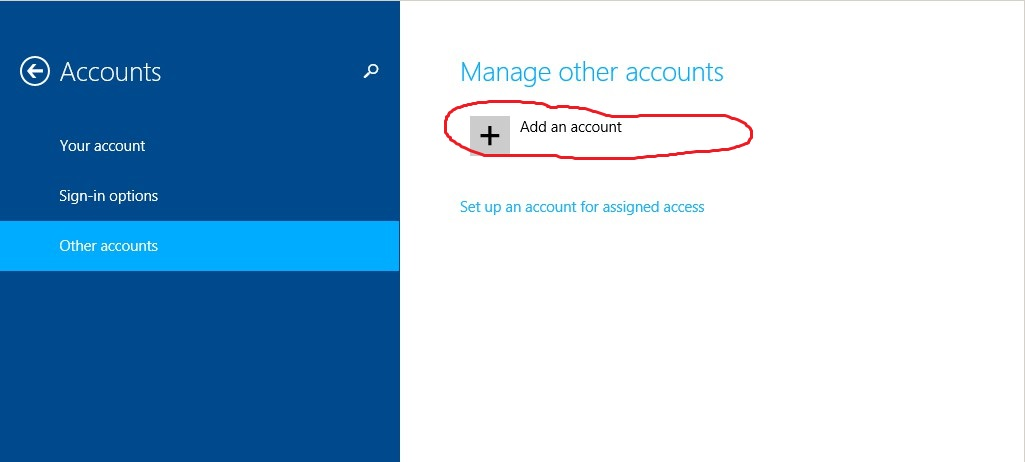 Accounts
Your account
Sign-in options
Other accounts
Manage other accounts
Add an account
Set up an account for assigned access